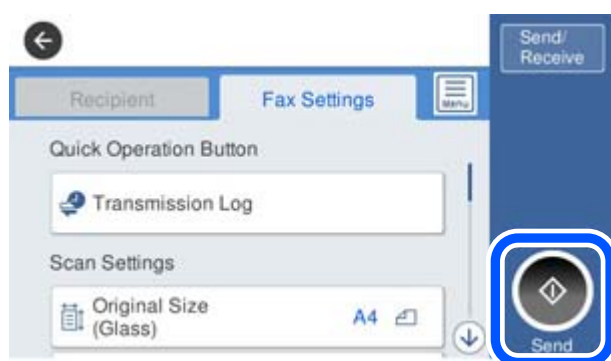 Send/
Receive
Recipient
Fax Settings
Menu
Quick Operation Button
Transmission Log
Scan Settings
Original Size
(Glass)
A4
Send